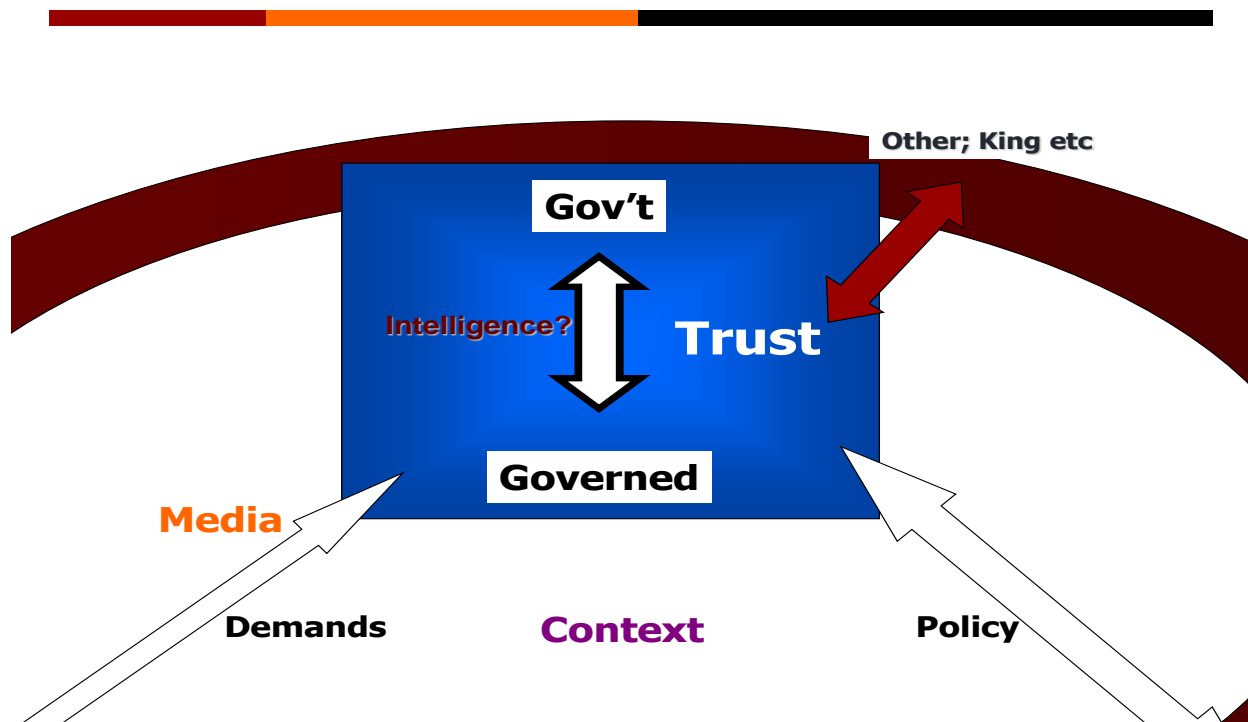 Other; King etc
Gov't
Intelligence?
Trust
Governed
Media
Demands
Context
Policy